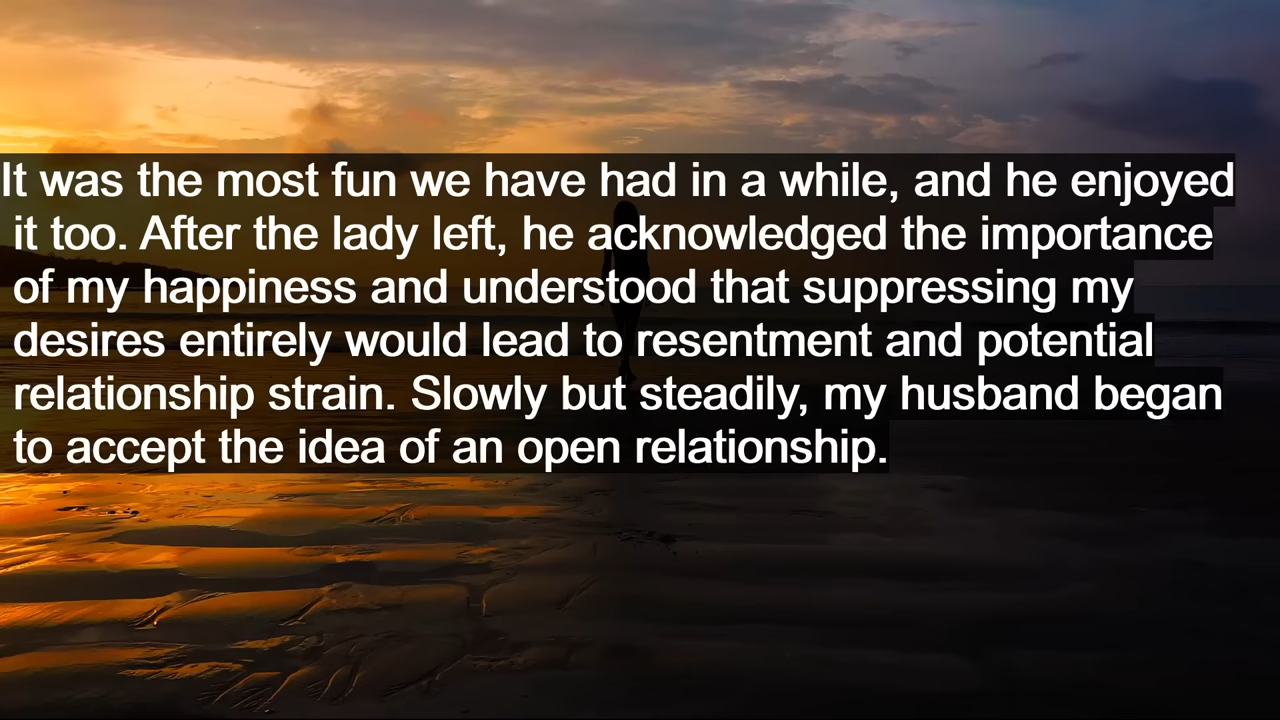 It was the most fun we have had in a while, and he enjoyed
it too. After the lady left, he acknowledged the importance
of my happiness and understood that suppressing my
desires entirely would lead to resentment and potential
relationship strain. Slowly but steadily, my husband began
to accept the idea of an open relationship.